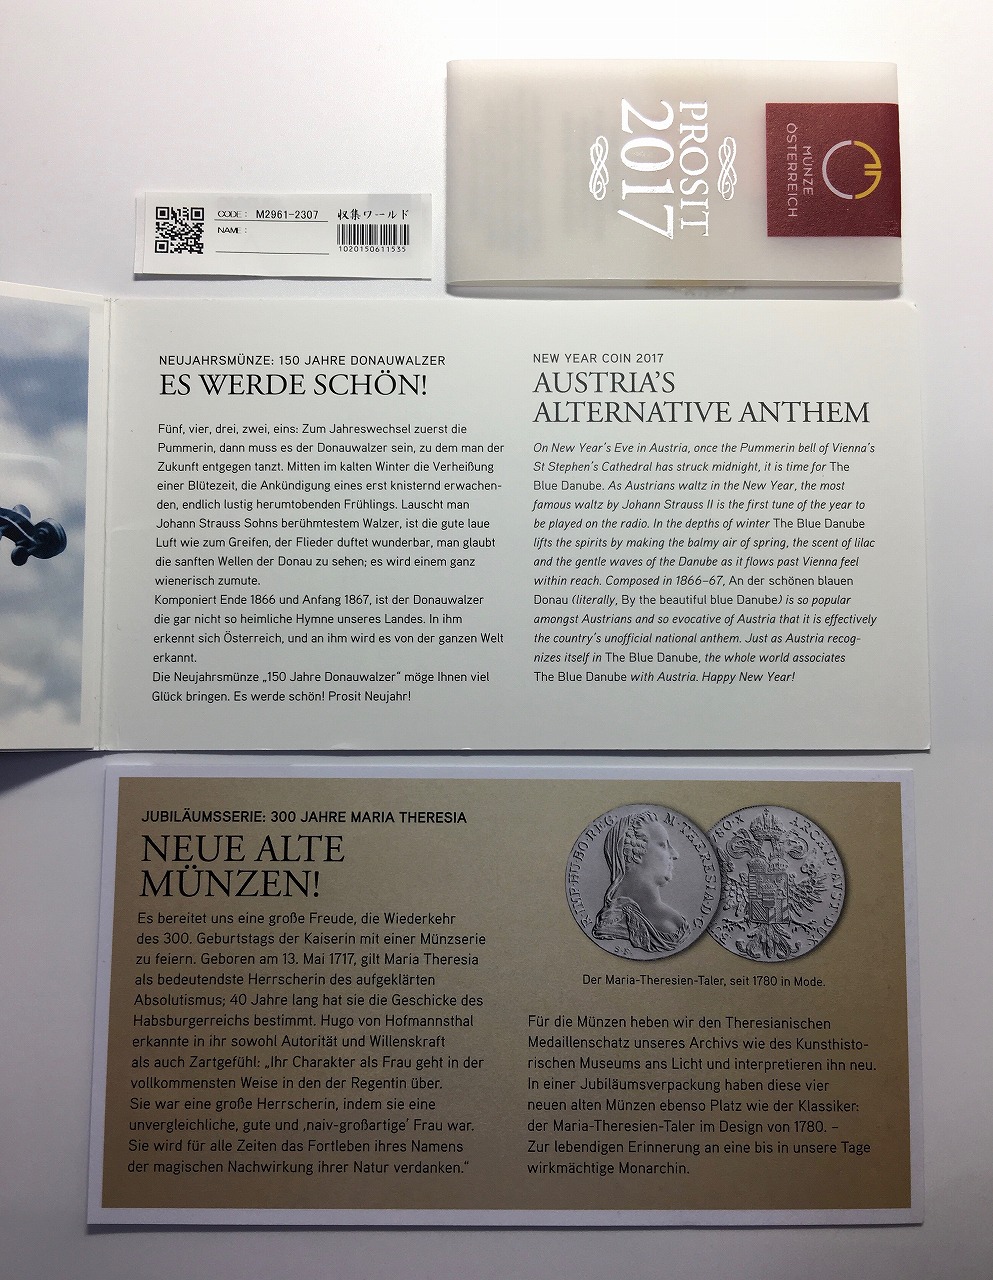 PROSIT
2017
MÜNZE
ÖSTERREICH
CODE: M2961-2307
NAME:
収集ワールド
1020150611535
NEUJAHRSMÜNZE: 150 JAHRE DONAUWALZER
ES WERDE SCHÖN!
Fünf, vier, drei, zwei, eins: Zum Jahreswechsel zuerst die
Pummerin, dann muss es der Donauwalzer sein, zu dem man der
Zukunft entgegen tanzt. Mitten im kalten Winter die Verheißung
einer Blütezeit, die Ankündigung eines erst knisternd erwachen-
den, endlich lustig herumtobenden Frühlings. Lauscht man
Johann Strauss Sohns berühmtestem Walzer, ist die gute laue
Luft wie zum Greifen, der Flieder duftet wunderbar, man glaubt
die sanften Wellen der Donau zu sehen; es wird einem ganz
wienerisch zumute.
Komponiert Ende 1866 und Anfang 1867, ist der Donauwalzer
die gar nicht so heimliche Hymne unseres Landes. In ihm
erkennt sich Österreich, und an ihm wird es von der ganzen Welt
erkannt.
Die Neujahrsmünze „150 Jahre Donauwalzer“ möge Ihnen viel
Glück bringen. Es werde schön! Prosit Neujahr!
NEW YEAR COIN 2017
AUSTRIA'S
ALTERNATIVE ANTHEM
On New Year's Eve in Austria, once the Pummerin bell of Vienna's
St Stephen's Cathedral has struck midnight, it is time for The
Blue Danube. As Austrians waltz in the New Year, the most
famous waltz by Johann Strauss II is the first tune of the year to
be played on the radio. In the depths of winter The Blue Danube
lifts the spirits by making the balmy air of spring, the scent of lilac
and the gentle waves of the Danube as it flows past Vienna feel
within reach. Composed in 1866–67, An der schönen blauen
Donau (literally, By the beautiful blue Danube) is so popular
amongst Austrians and so evocative of Austria that it is effectively
the country's unofficial national anthem. Just as Austria recog-
nizes itself in The Blue Danube, the whole world associates
The Blue Danube with Austria. Happy New Year!
JUBILÄUMSSERIE: 300 JAHRE MARIA THERESIA
NEUE ALTE
MÜNZEN!
Es bereitet uns eine große Freude, die Wiederkehr
des 300. Geburtstags der Kaiserin mit einer Münzserie
zu feiern. Geboren am 13. Mai 1717, gilt Maria Theresia
als bedeutendste Herrscherin des aufgeklärten
Absolutismus; 40 Jahre lang hat sie die Geschicke des
Habsburgerreichs bestimmt. Hugo von Hofmannsthal
erkannte in ihr sowohl Autorität und Willenskraft
als auch Zartgefühl: „Ihr Charakter als Frau geht in der
vollkommensten Weise in den der Regentin über.
Sie war eine große Herrscherin, indem sie eine
unvergleichliche, gute und ‚naiv-großartige‘ Frau war.
Sie wird für alle Zeiten das Fortleben ihres Namens
der magischen Nachwirkung ihrer Natur verdanken.“
R·IMP·HU·BO·REG·
M·THERESIA·D·G·
S·F·
ARCHID·AVST·DUX
1780·X
Der Maria-Theresien-Taler, seit 1780 in Mode.
Für die Münzen heben wir den Theresianischen
Medaillenschatz unseres Archivs wie des Kunsthisto-
rischen Museums ans Licht und interpretieren ihn neu.
In einer Jubiläumsverpackung haben diese vier
neuen alten Münzen ebenso Platz wie der Klassiker:
der Maria-Theresien-Taler im Design von 1780. –
Zur lebendigen Erinnerung an eine bis in unsere Tage
wirkmächtige Monarchin.